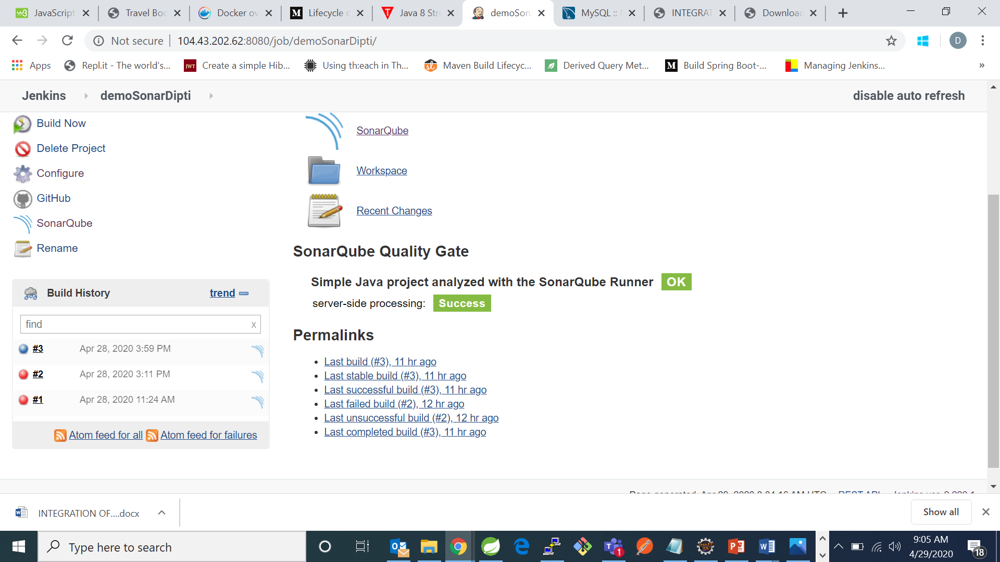 JavaScript
Travel Boo
Docker ov
Lifecycle o
Java 8 Stre
demoSon
MySQL ::
INTEGRAT
Download
Not secure
104.43.202.62:8080/job/demoSonarDipti/
D
Apps
Repl.it - The world's...
JWT
Create a simple Hib...
Using th:each in Th...
Maven Build Lifecyc...
Derived Query Met...
Build Spring Boot-...
Managing Jenkins...
»
Jenkins
demoSonarDipti
disable auto refresh
Build Now
Delete Project
Configure
GitHub
SonarQube
Rename
SonarQube
Workspace
Recent Changes
SonarQube Quality Gate
Simple Java project analyzed with the SonarQube Runner OK
server-side processing: Success
Build History
trend
find
x
#3 Apr 28, 2020 3:59 PM
#2 Apr 28, 2020 3:11 PM
#1 Apr 28, 2020 11:24 AM
Atom feed for all
Atom feed for failures
Permalinks
Last build (#3), 11 hr ago
Last stable build (#3), 11 hr ago
Last successful build (#3), 11 hr ago
Last failed build (#2), 12 hr ago
Last unsuccessful build (#2), 12 hr ago
Last completed build (#3), 11 hr ago
INTEGRATION OF....docx
Show all
Type here to search
1
9:05 AM
4/29/2020
18